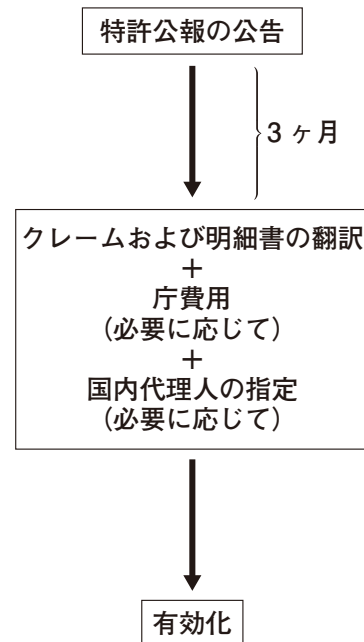 特許公報の公告
3 ヶ月
クレームおよび明細書の翻訳
+
庁費用
(必要に応じて)
+
国内代理人の指定
(必要に応じて)
有効化